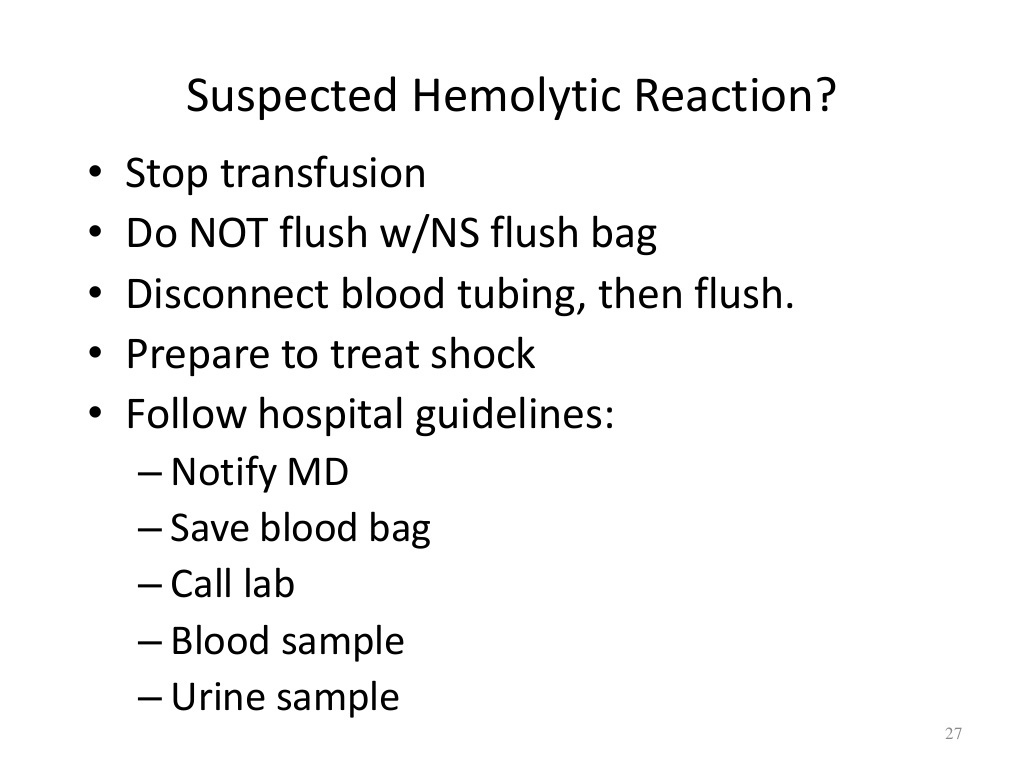 Suspected Hemolytic Reaction?
• Stop transfusion
• Do NOT flush w/NS flush bag
• Disconnect blood tubing, then flush.
• Prepare to treat shock
• Follow hospital guidelines:
– Notify MD
– Save blood bag
– Call lab
– Blood sample
– Urine sample
27